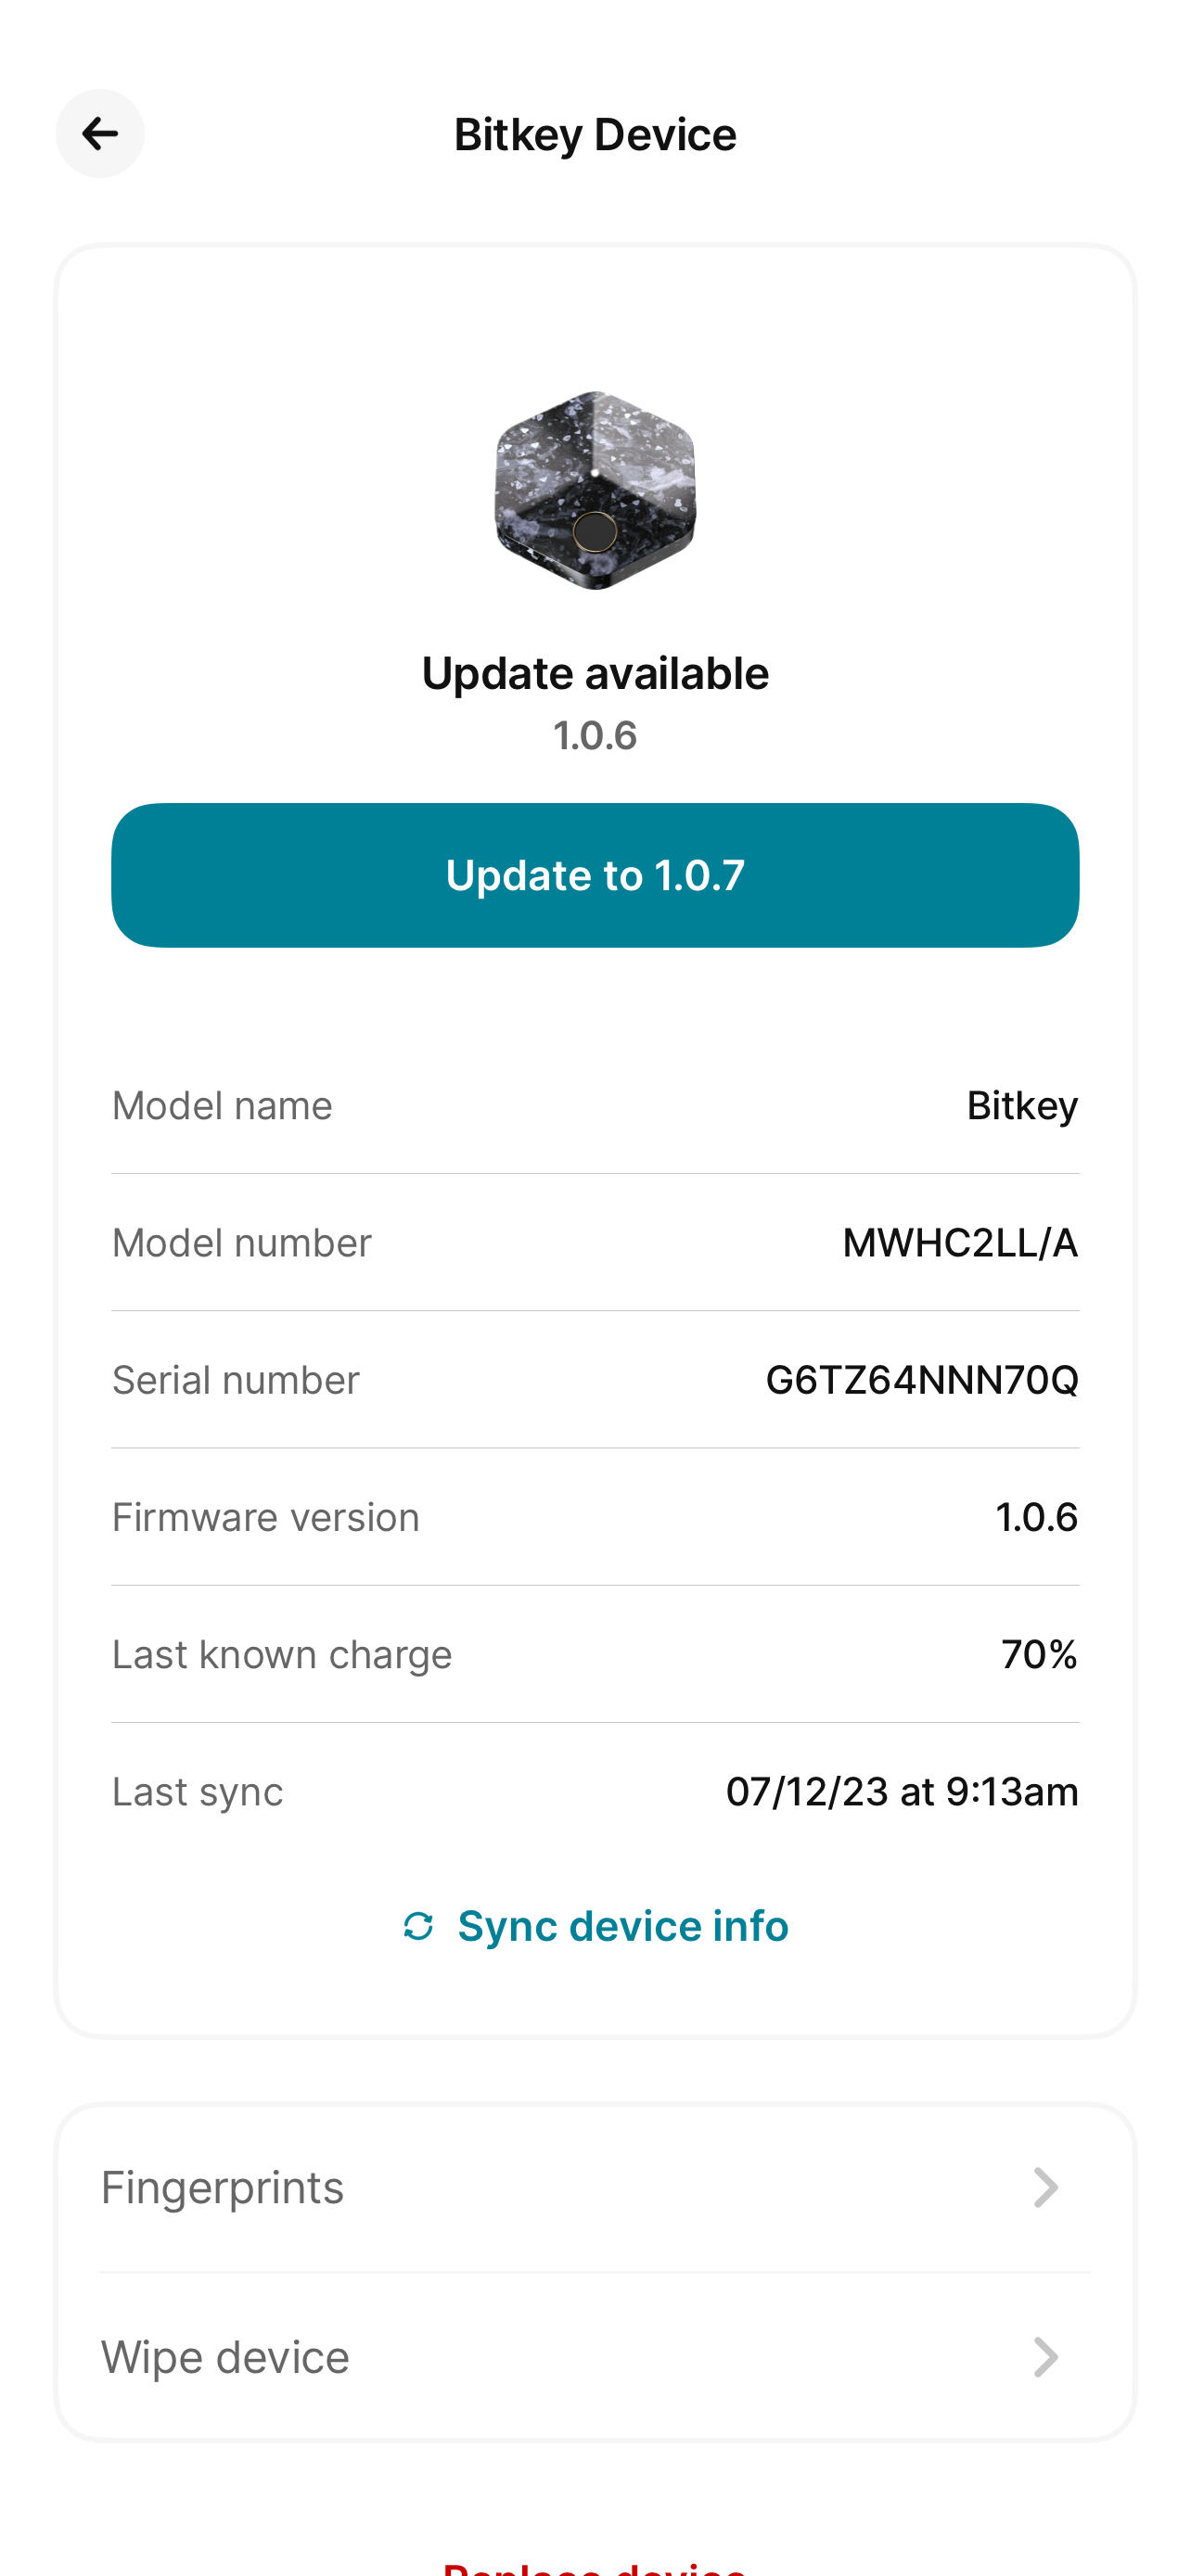 Bitkey Device
Update available
1.0.6
Update to 1.0.7
Model name Bitkey
Model number MWHC2LL/A
Serial number G6TZ64NNN70Q
Firmware version 1.0.6
Last known charge 70%
Last sync 07/12/23 at 9:13am
Sync device info
Fingerprints
Wipe device
Replace device